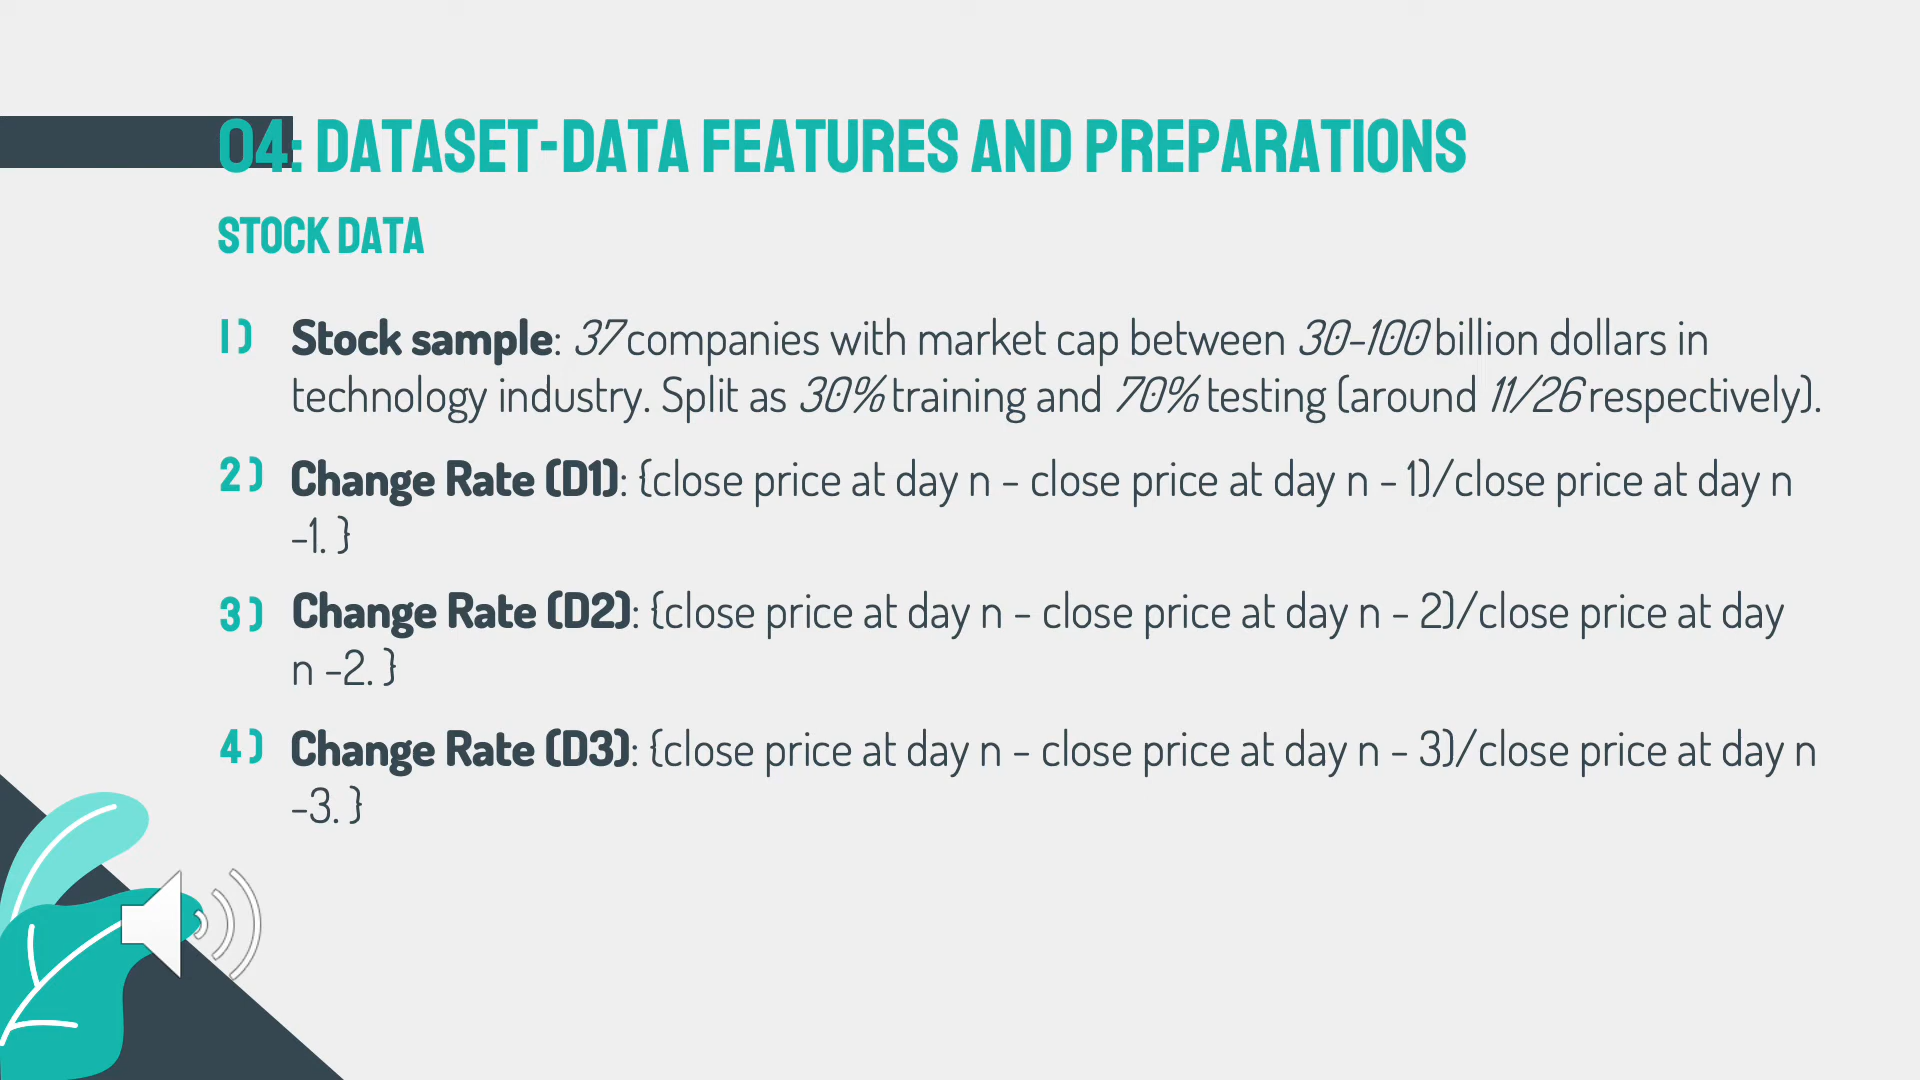 04: DATASET-DATA FEATURES AND PREPARATIONS
STOCK DATA
1) Stock sample: 37 companies with market cap between 30-100 billion dollars in
technology industry. Split as 30% training and 70% testing (around 11/26 respectively).
2) Change Rate (D1): {close price at day n - close price at day n - 1)/close price at day n
-1. }
3) Change Rate (D2): {close price at day n - close price at day n - 2)/close price at day
n -2. }
4) Change Rate (D3): {close price at day n - close price at day n - 3)/close price at day n
-3. }